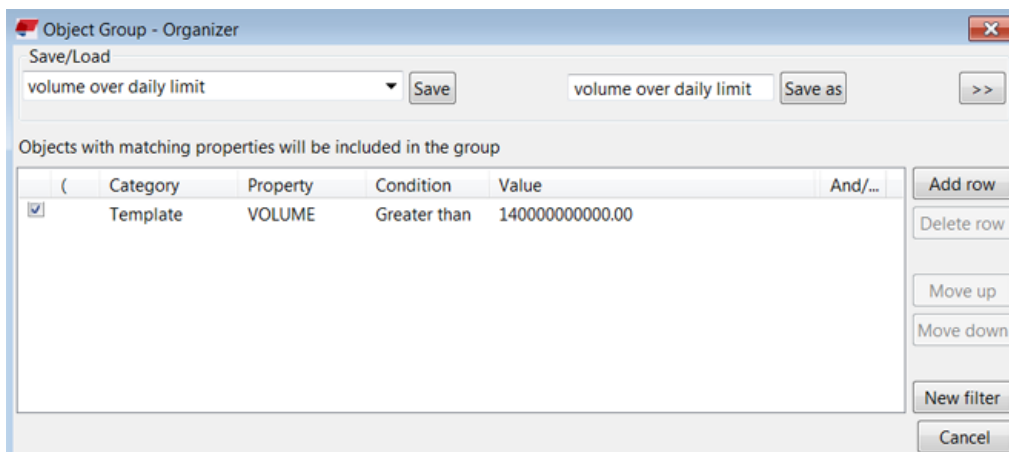 Object Group - Organizer
Save/Load
volume over daily limit Save volume over daily limit Save as >>
Objects with matching properties will be included in the group
( Category Property Condition Value And/... Add row
Template VOLUME Greater than 140000000000.00
Delete row
Move up
Move down
New filter
Cancel